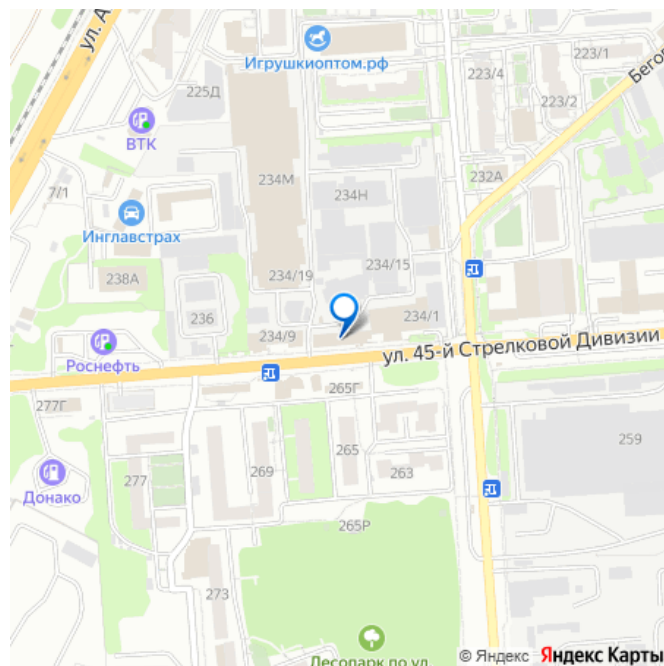 ул. А
Игрушкиоптом.рф
223/1
223/4
Бего
225Д
223/2
ВТК
234М
234Н
232А
7/1
Инглавстрах
238А
234/19
234/15
236
234/1
234/9
ул. 45-й Стрелковой Дивизии
Роснефть
265Г
277Г
259
277
269
265
263
Донако
265Р
273
Лесопарк по ул.
© Яндекс Яндекс Карты